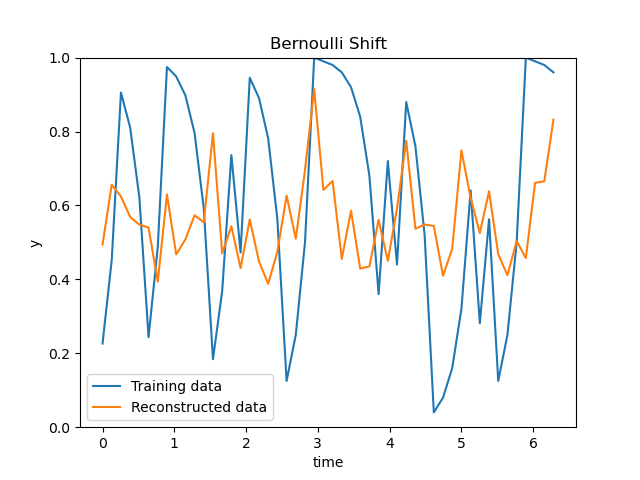 Bernoulli Shift
1.0
0.8
0.6
0.4
0.2
0.0
y
Training data
Reconstructed data
0 1 2 3 4 5 6
time